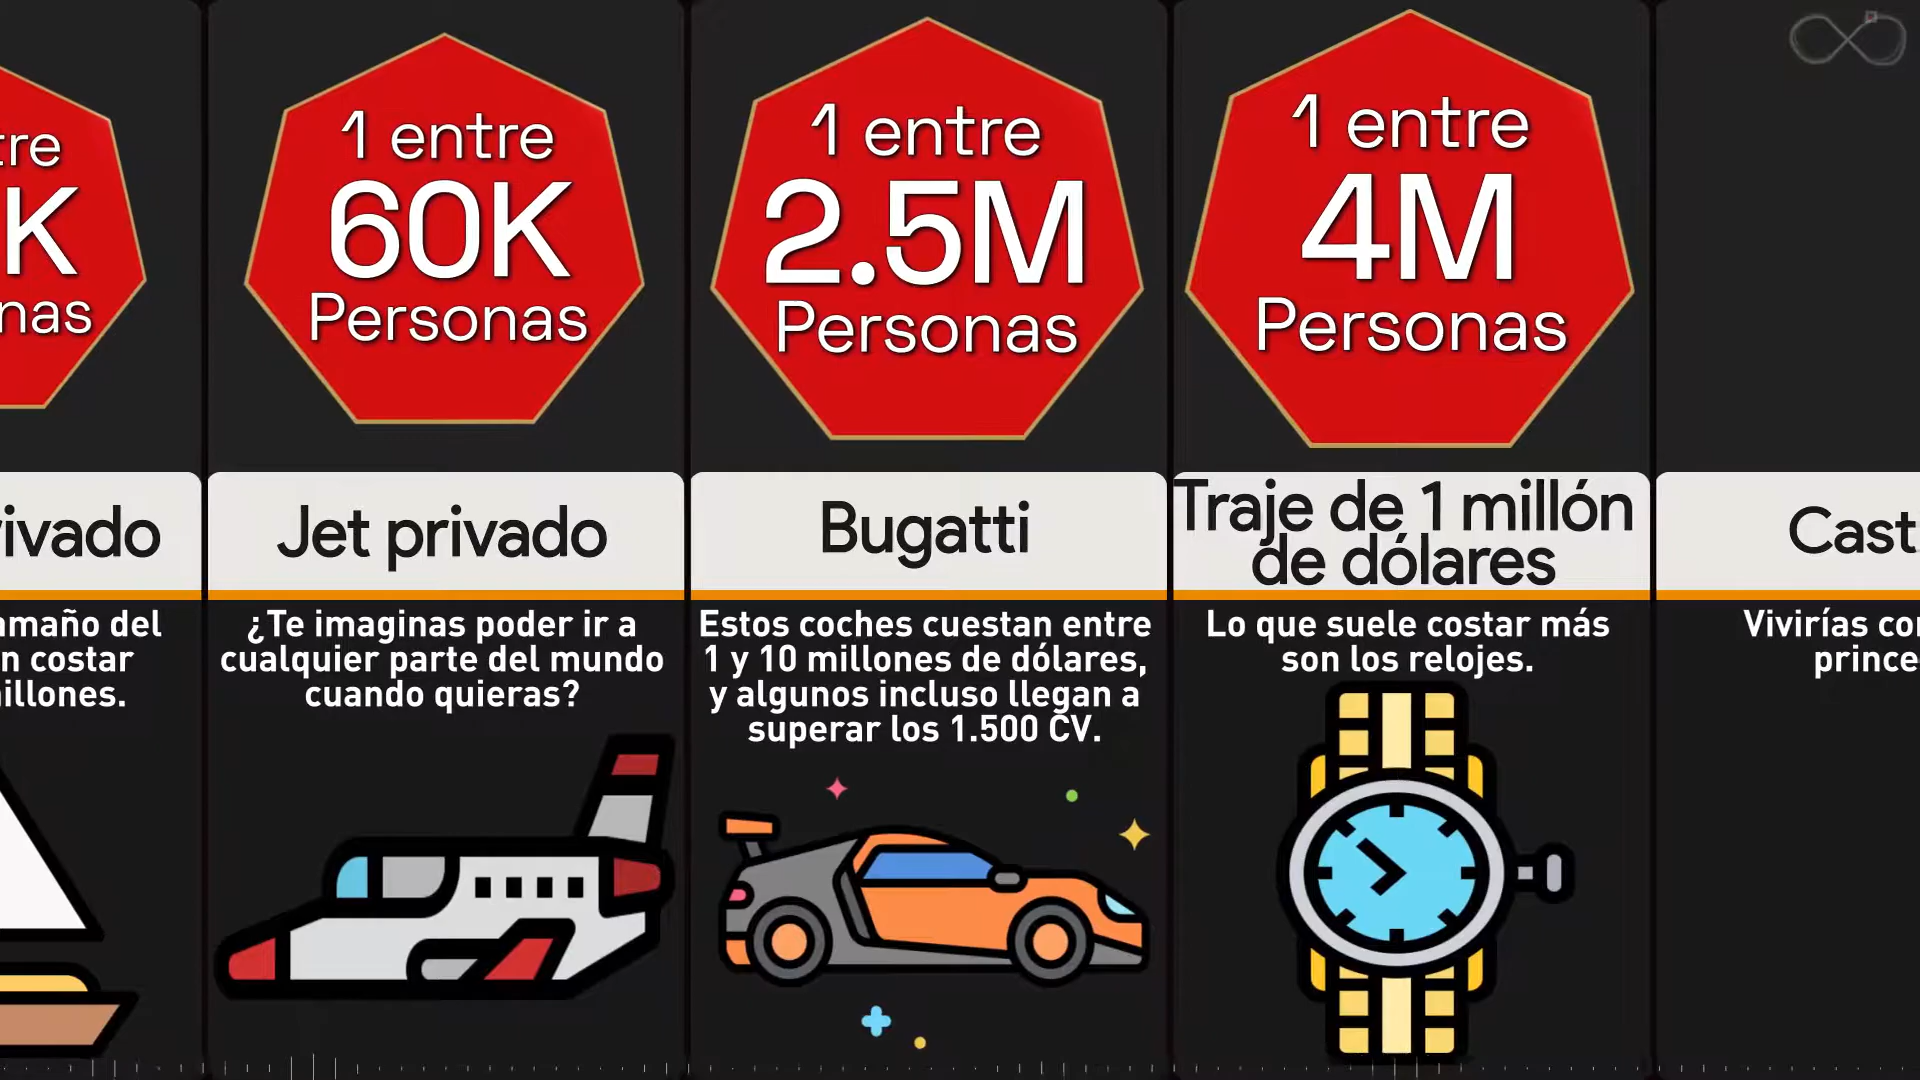 tre
K
nas
ivado
amaño del
n costar
illones.
1 entre
60K
Personas
Jet privado
¿Te imaginas poder ir a
cualquier parte del mundo
cuando quieras?
1 entre
2.5M
Personas
Bugatti
Estos coches cuestan entre
1 y 10 millones de dólares,
y algunos incluso llegan a
superar los 1.500 CV.
1 entre
4M
Personas
Traje de 1 millón
de dólares
Lo que suele costar más
son los relojes.
Cast
Vivirías co
prince